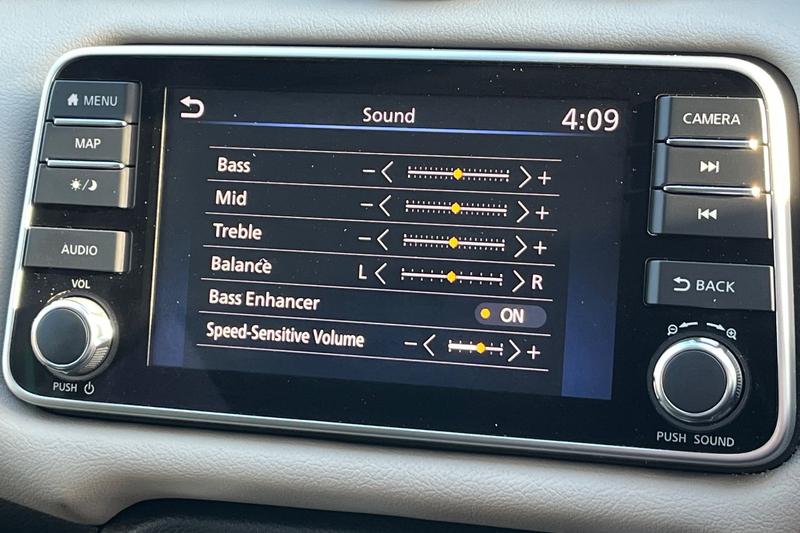 MENU
MAP
AUDIO
VOL
PUSH
Sound 4:09
Bass - +
Mid - +
Treble - +
Balance L R
Bass Enhancer ON
Speed-Sensitive Volume - +
CAMERA
BACK
PUSH SOUND